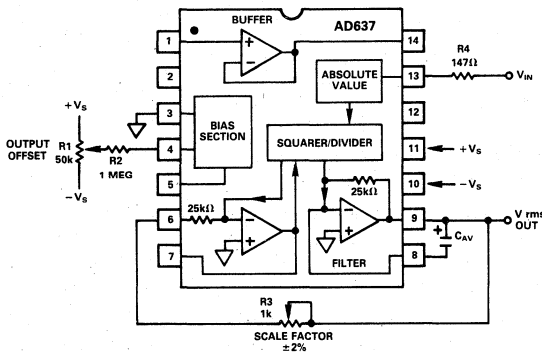 BUFFER
AD637
1
14
ABSOLUTE
VALUE
R4
147Ω
2
13
VIN
+VS
3
BIAS
SECTION
12
OUTPUT
OFFSET
R1
50k
R2
1 MEG
4
SQUARER/DIVIDER
11
+VS
-VS
5
25kΩ
10
-VS
25kΩ
6
9
V rms
OUT
+
CAV
7
FILTER
8
R3
1k
SCALE FACTOR
±2%